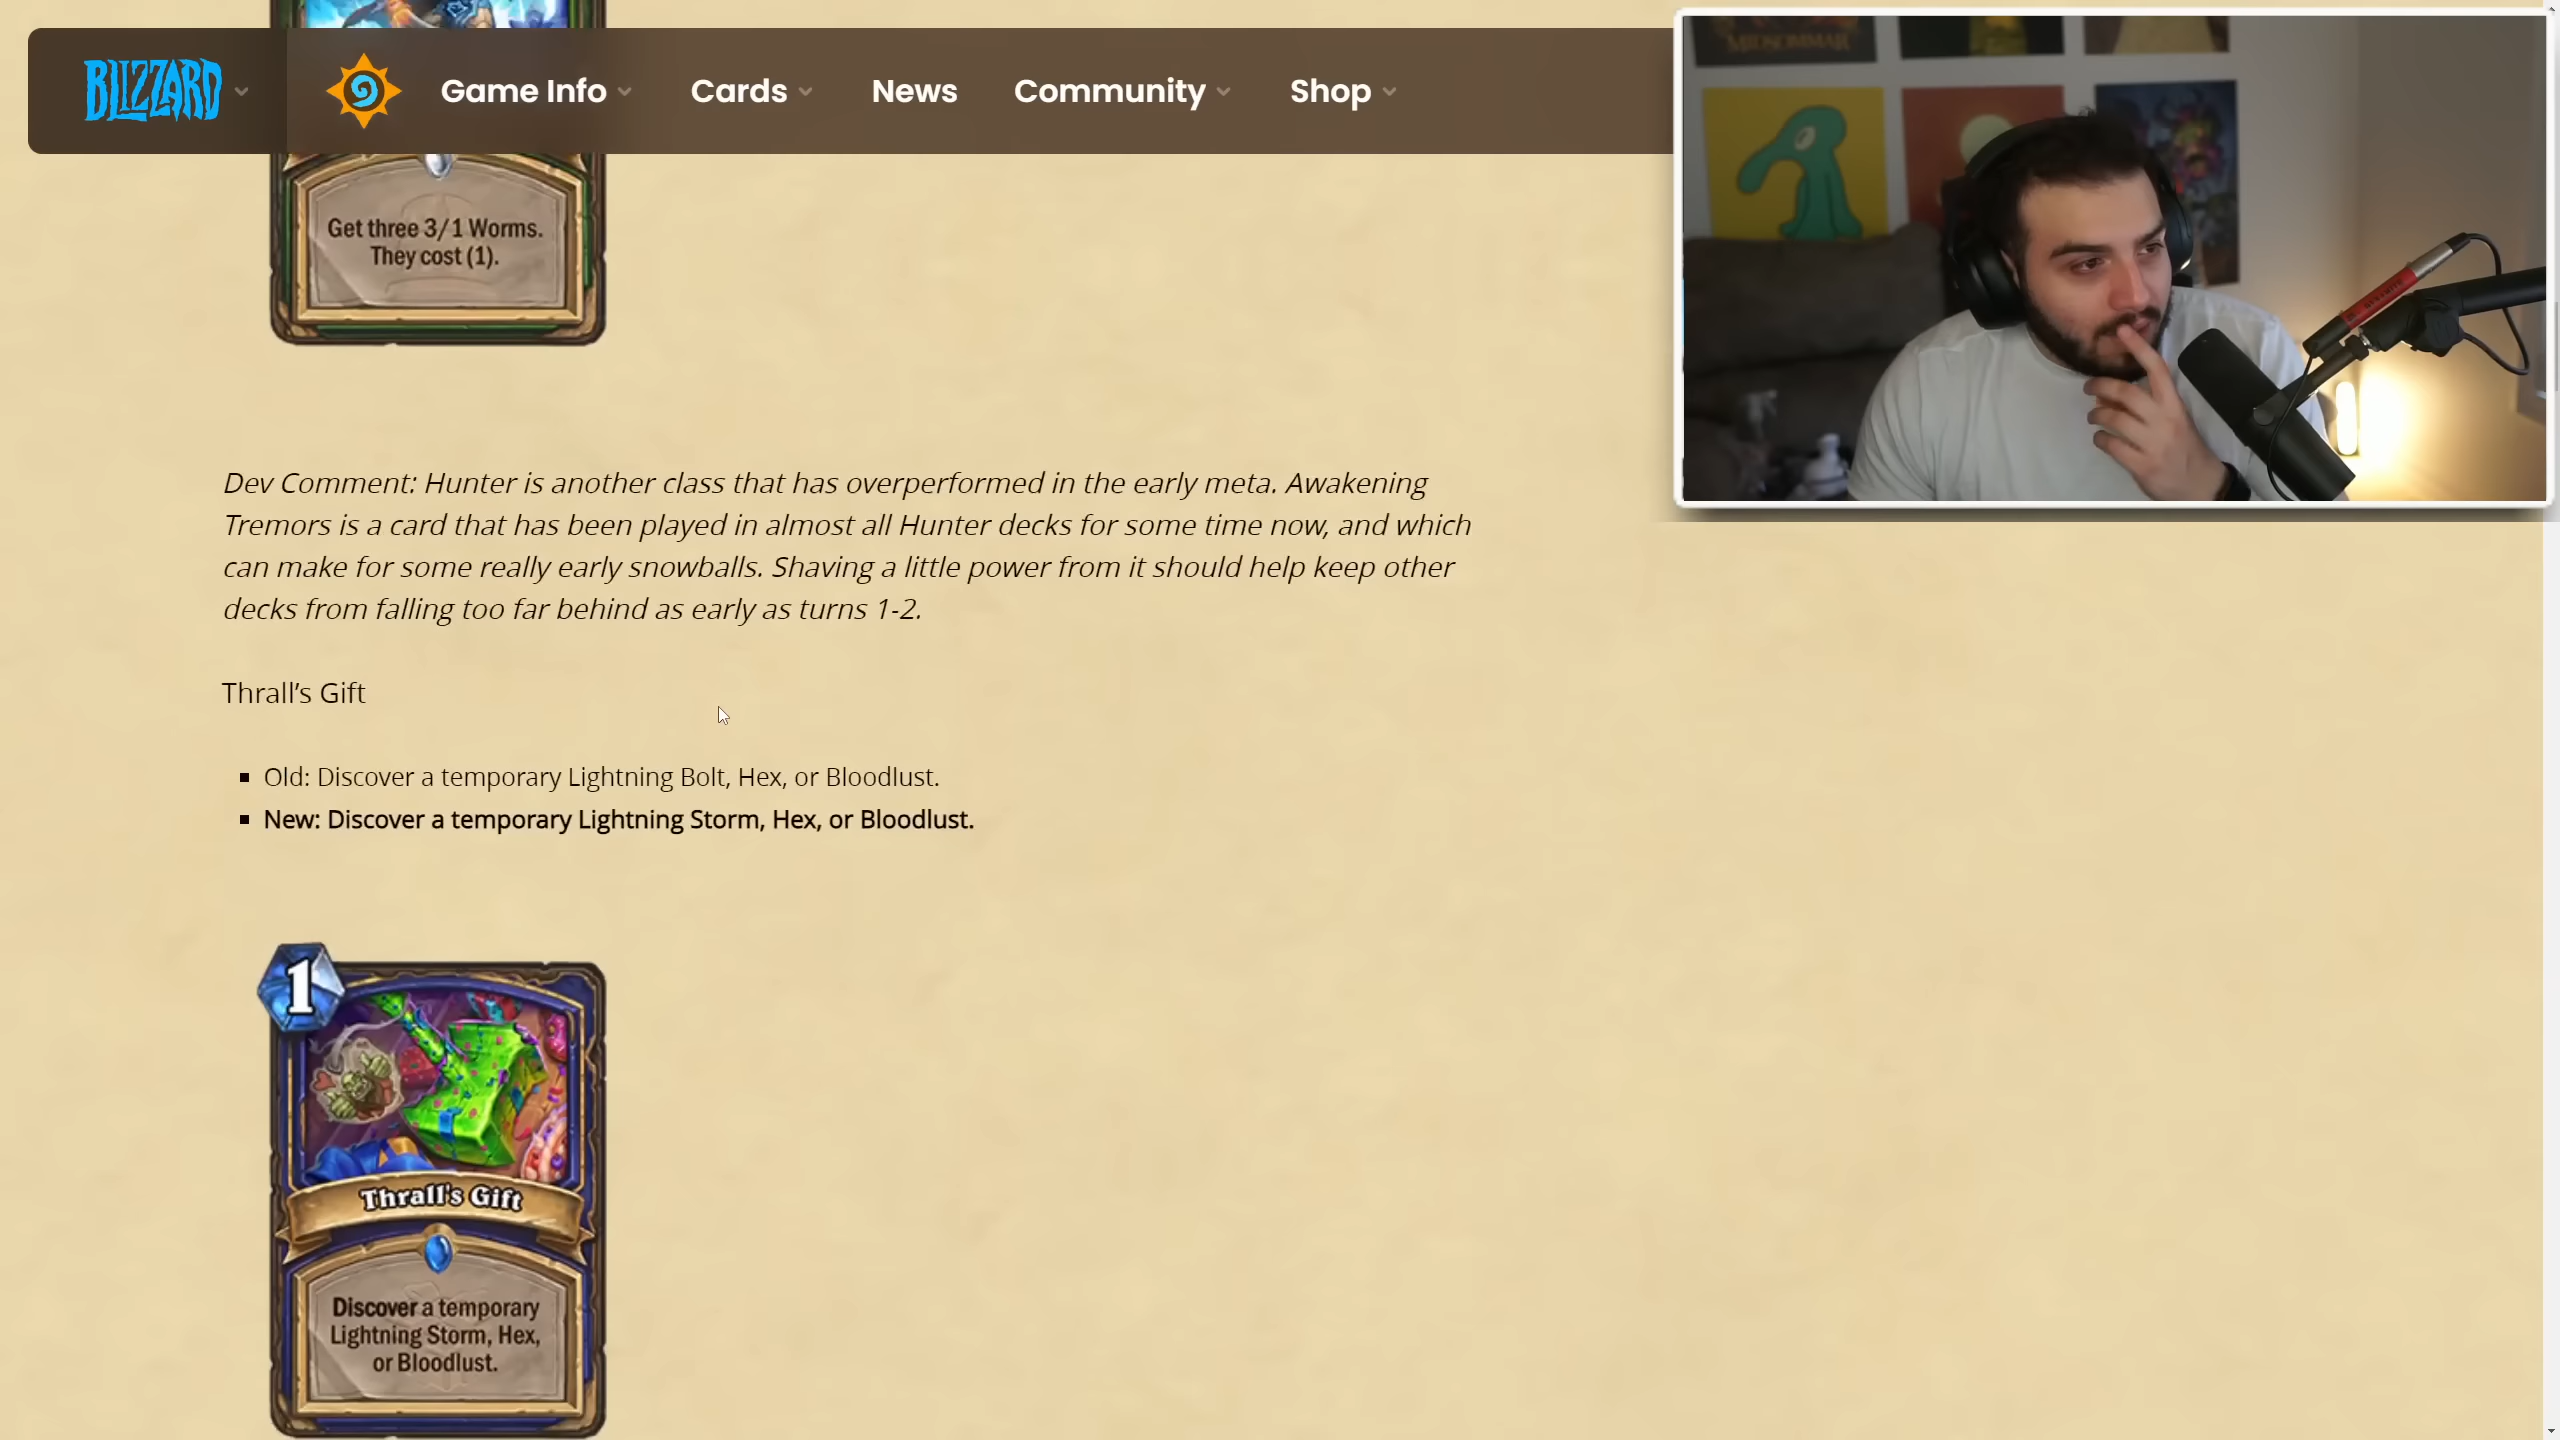 BLIZZARD
Game Info
Cards
News
Community
Shop
MIDSOMMAR
Get three 3/1 Worms.
They cost (1).
Dev Comment: Hunter is another class that has overperformed in the early meta. Awakening
Tremors is a card that has been played in almost all Hunter decks for some time now, and which
can make for some really early snowballs. Shaving a little power from it should help keep other
decks from falling too far behind as early as turns 1-2.
Thrall’s Gift
Old: Discover a temporary Lightning Bolt, Hex, or Bloodlust.
New: Discover a temporary Lightning Storm, Hex, or Bloodlust.
1
Thrall's Gift
Discover a temporary
Lightning Storm, Hex,
or Bloodlust.